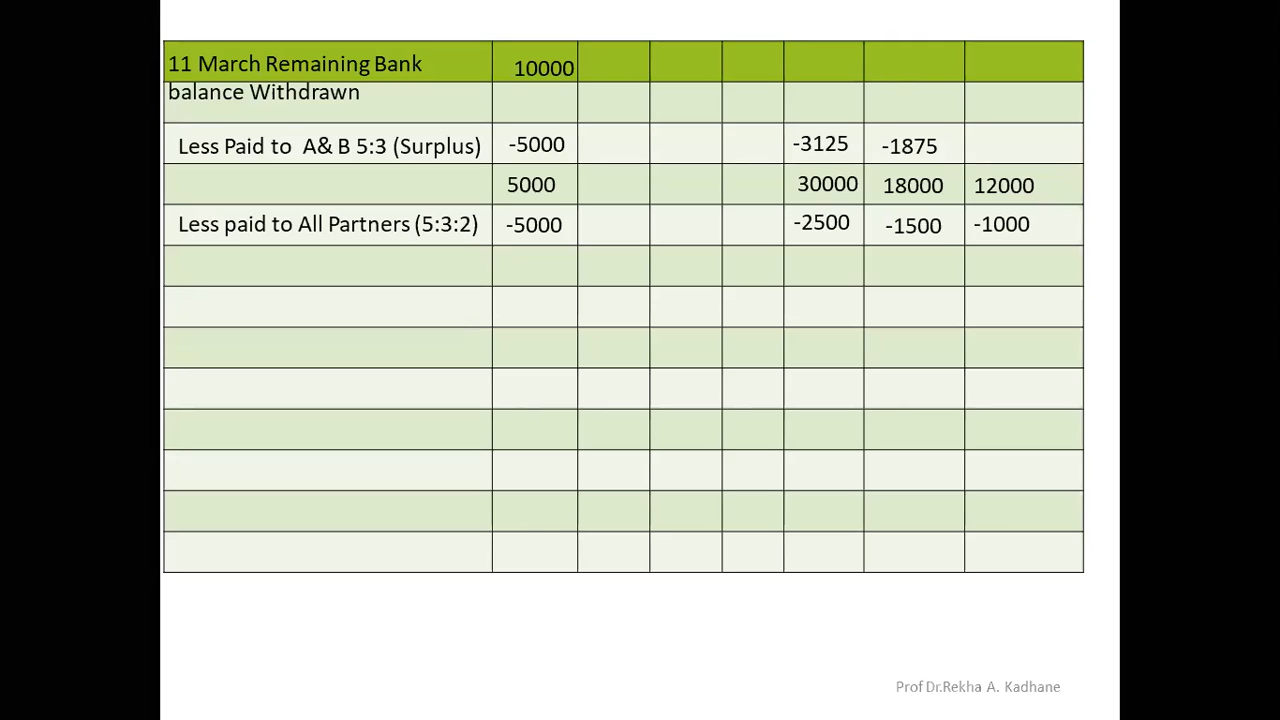 11 March Remaining Bank 10000
balance Withdrawn
Less Paid to A& B 5:3 (Surplus) -5000 -3125 -1875
5000 30000 18000 12000
Less paid to All Partners (5:3:2) -5000 -2500 -1500 -1000
Prof Dr.Rekha A. Kadhane